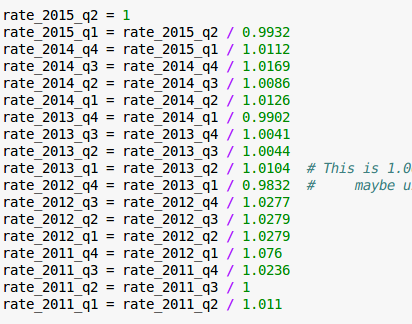 rate_2015_q2 = 1
rate_2015_q1 = rate_2015_q2 / 0.9932
rate_2014_q4 = rate_2015_q1 / 1.0112
rate_2014_q3 = rate_2014_q4 / 1.0169
rate_2014_q2 = rate_2014_q3 / 1.0086
rate_2014_q1 = rate_2014_q2 / 1.0126
rate_2013_q4 = rate_2014_q1 / 0.9902
rate_2013_q3 = rate_2013_q4 / 1.0041
rate_2013_q2 = rate_2013_q3 / 1.0044
rate_2013_q1 = rate_2013_q2 / 1.0104 # This is 1.0
rate_2012_q4 = rate_2013_q1 / 0.9832 # maybe u
rate_2012_q3 = rate_2012_q4 / 1.0277
rate_2012_q2 = rate_2012_q3 / 1.0279
rate_2012_q1 = rate_2012_q2 / 1.0279
rate_2011_q4 = rate_2012_q1 / 1.076
rate_2011_q3 = rate_2011_q4 / 1.0236
rate_2011_q2 = rate_2011_q3 / 1
rate_2011_q1 = rate_2011_q2 / 1.011